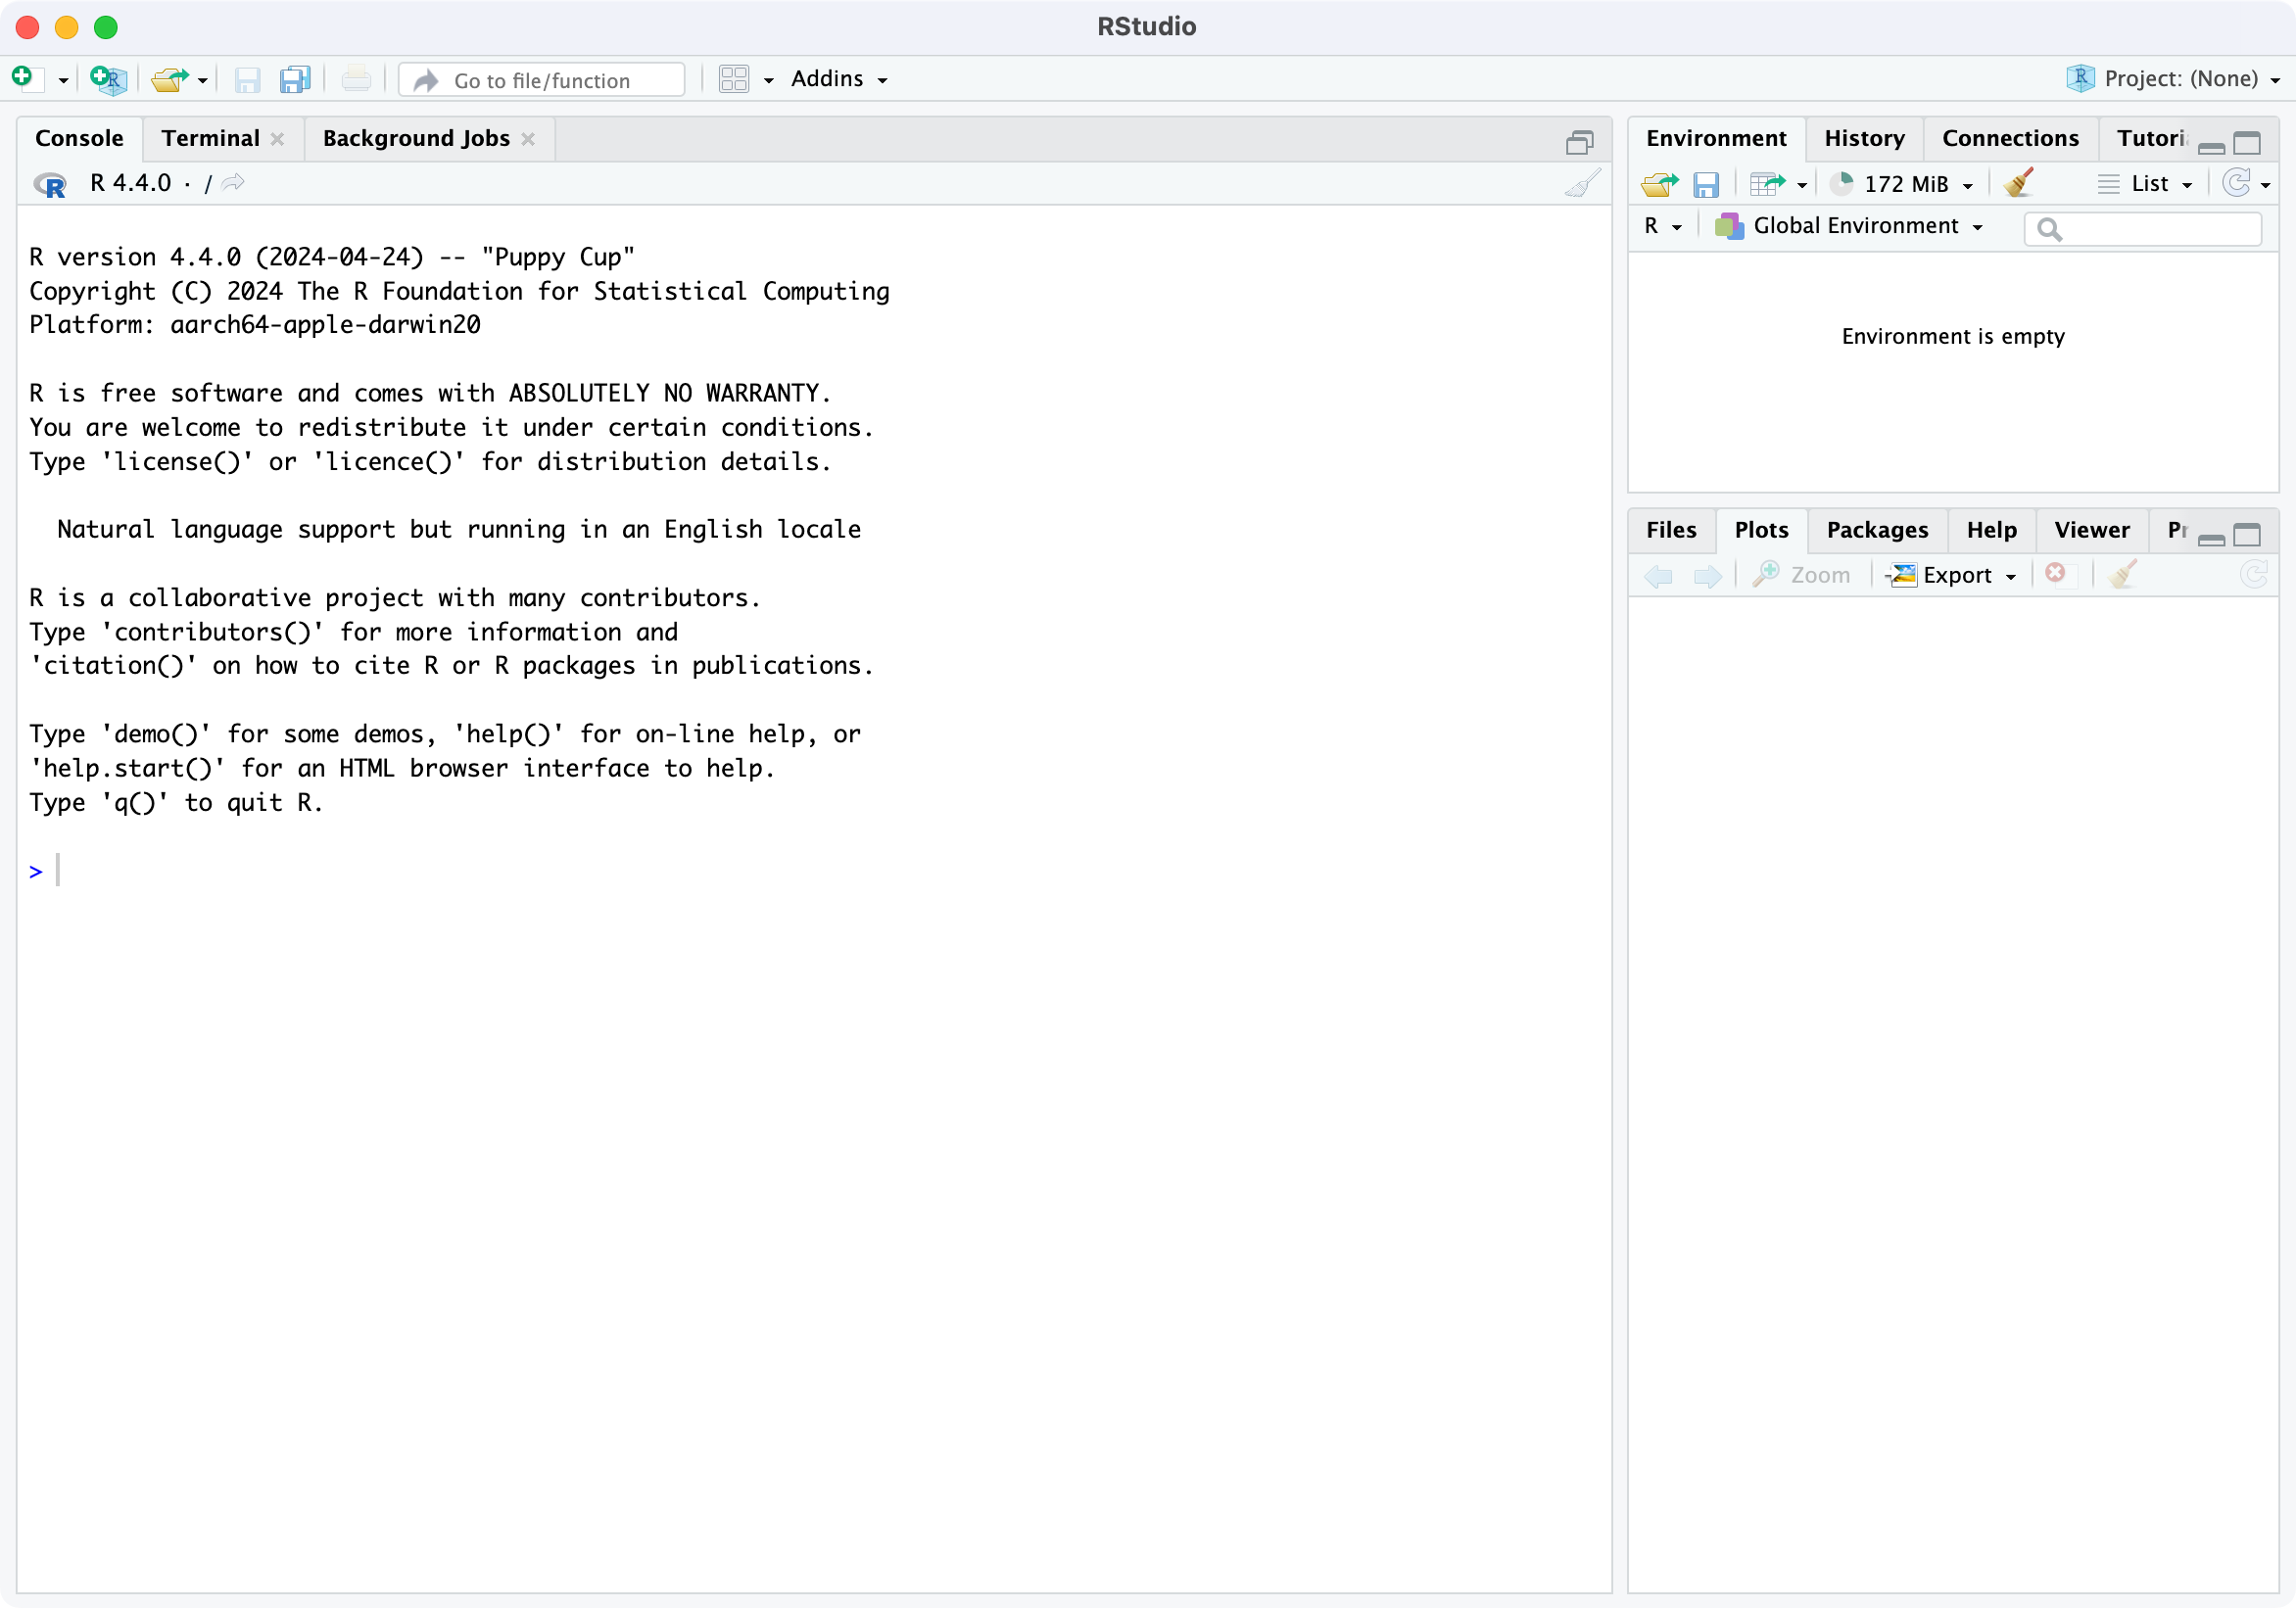 RStudio
Go to file/function
Addins
Project: (None)
Console Terminal Background Jobs
R 4.4.0 · /
R version 4.4.0 (2024-04-24) -- "Puppy Cup"
Copyright (C) 2024 The R Foundation for Statistical Computing
Platform: aarch64-apple-darwin20
R is free software and comes with ABSOLUTELY NO WARRANTY.
You are welcome to redistribute it under certain conditions.
Type 'license()' or 'licence()' for distribution details.
Natural language support but running in an English locale
R is a collaborative project with many contributors.
Type 'contributors()' for more information and
'citation()' on how to cite R or R packages in publications.
Type 'demo()' for some demos, 'help()' for on-line help, or
'help.start()' for an HTML browser interface to help.
Type 'q()' to quit R.
>
Environment History Connections Tutori
172 MiB List
R Global Environment
Environment is empty
Files Plots Packages Help Viewer Pr
Zoom Export